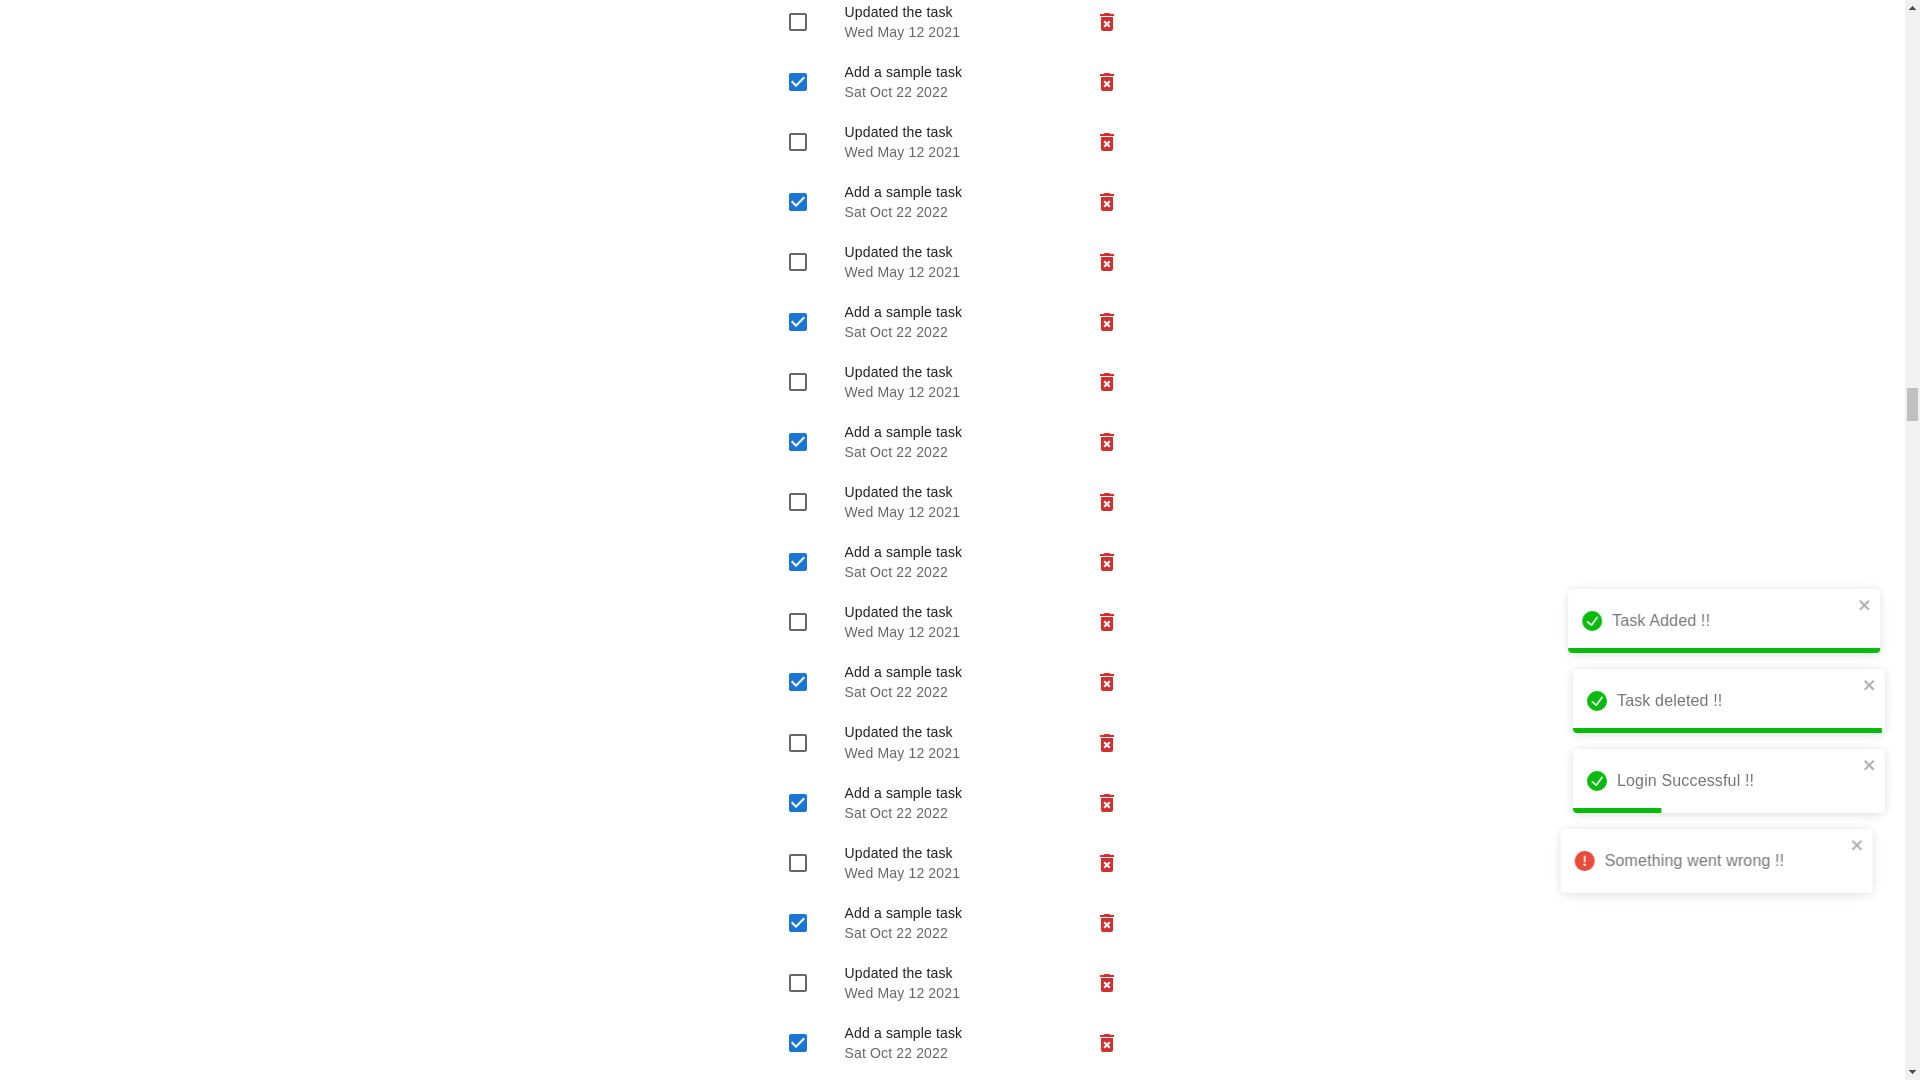 Updated the task
Wed May 12 2021
Add a sample task
Sat Oct 22 2022
Updated the task
Wed May 12 2021
Add a sample task
Sat Oct 22 2022
Updated the task
Wed May 12 2021
Add a sample task
Sat Oct 22 2022
Updated the task
Wed May 12 2021
Add a sample task
Sat Oct 22 2022
Updated the task
Wed May 12 2021
Add a sample task
Sat Oct 22 2022
Updated the task
Wed May 12 2021
Add a sample task
Sat Oct 22 2022
Updated the task
Wed May 12 2021
Add a sample task
Sat Oct 22 2022
Updated the task
Wed May 12 2021
Add a sample task
Sat Oct 22 2022
Updated the task
Wed May 12 2021
Add a sample task
Sat Oct 22 2022
Task Added !!
Task deleted !!
Login Successful !!
Something went wrong !!